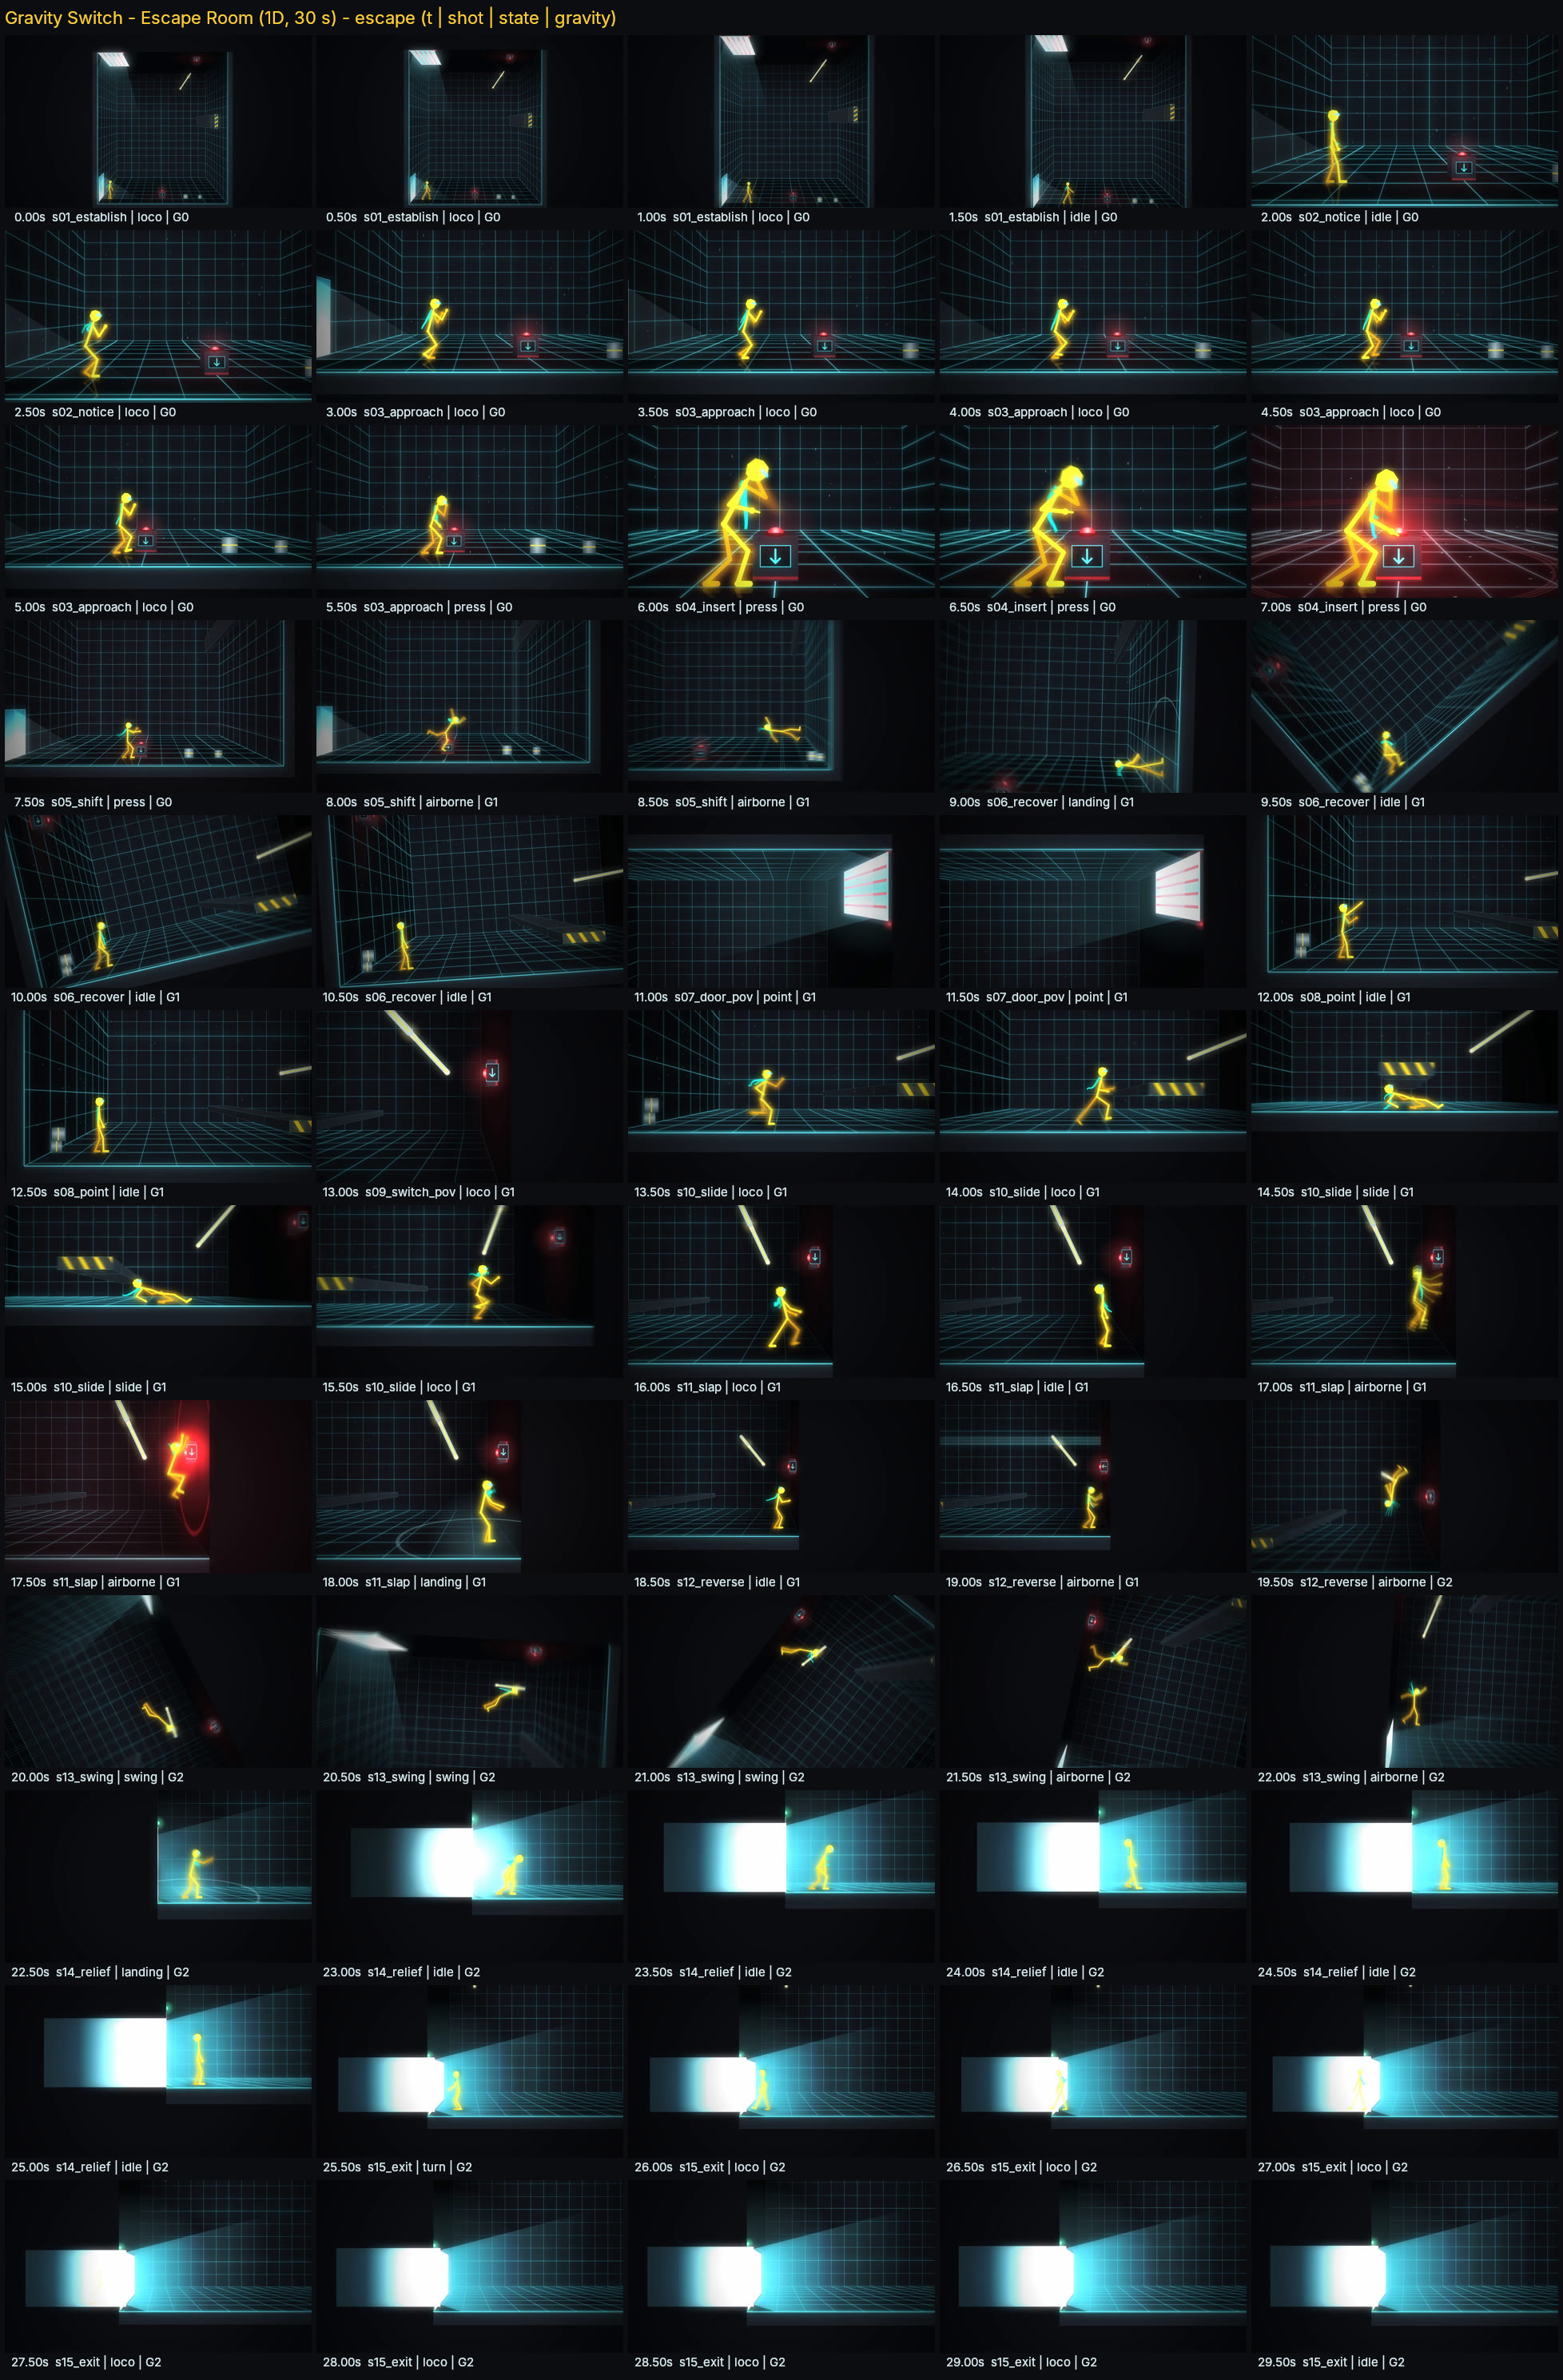 Gravity Switch - Escape Room (1D, 30 s) - escape (t | shot | state | gravity)
0.00s s01_establish | loco | G0
0.50s s01_establish | loco | G0
1.00s s01_establish | loco | G0
1.50s s01_establish | idle | G0
2.00s s02_notice | idle | G0
2.50s s02_notice | loco | G0
3.00s s03_approach | loco | G0
3.50s s03_approach | loco | G0
4.00s s03_approach | loco | G0
4.50s s03_approach | loco | G0
5.00s s03_approach | loco | G0
5.50s s03_approach | press | G0
6.00s s04_insert | press | G0
6.50s s04_insert | press | G0
7.00s s04_insert | press | G0
7.50s s05_shift | press | G0
8.00s s05_shift | airborne | G1
8.50s s05_shift | airborne | G1
9.00s s06_recover | landing | G1
9.50s s06_recover | idle | G1
10.00s s06_recover | idle | G1
10.50s s06_recover | idle | G1
11.00s s07_door_pov | point | G1
11.50s s07_door_pov | point | G1
12.00s s08_point | idle | G1
12.50s s08_point | idle | G1
13.00s s09_switch_pov | loco | G1
13.50s s10_slide | loco | G1
14.00s s10_slide | loco | G1
14.50s s10_slide | slide | G1
15.00s s10_slide | slide | G1
15.50s s10_slide | loco | G1
16.00s s11_slap | loco | G1
16.50s s11_slap | idle | G1
17.00s s11_slap | airborne | G1
17.50s s11_slap | airborne | G1
18.00s s11_slap | landing | G1
18.50s s12_reverse | idle | G1
19.00s s12_reverse | airborne | G1
19.50s s12_reverse | airborne | G2
20.00s s13_swing | swing | G2
20.50s s13_swing | swing | G2
21.00s s13_swing | swing | G2
21.50s s13_swing | airborne | G2
22.00s s13_swing | airborne | G2
22.50s s14_relief | landing | G2
23.00s s14_relief | idle | G2
23.50s s14_relief | idle | G2
24.00s s14_relief | idle | G2
24.50s s14_relief | idle | G2
25.00s s14_relief | idle | G2
25.50s s15_exit | turn | G2
26.00s s15_exit | loco | G2
26.50s s15_exit | loco | G2
27.00s s15_exit | loco | G2
27.50s s15_exit | loco | G2
28.00s s15_exit | loco | G2
28.50s s15_exit | loco | G2
29.00s s15_exit | loco | G2
29.50s s15_exit | idle | G2